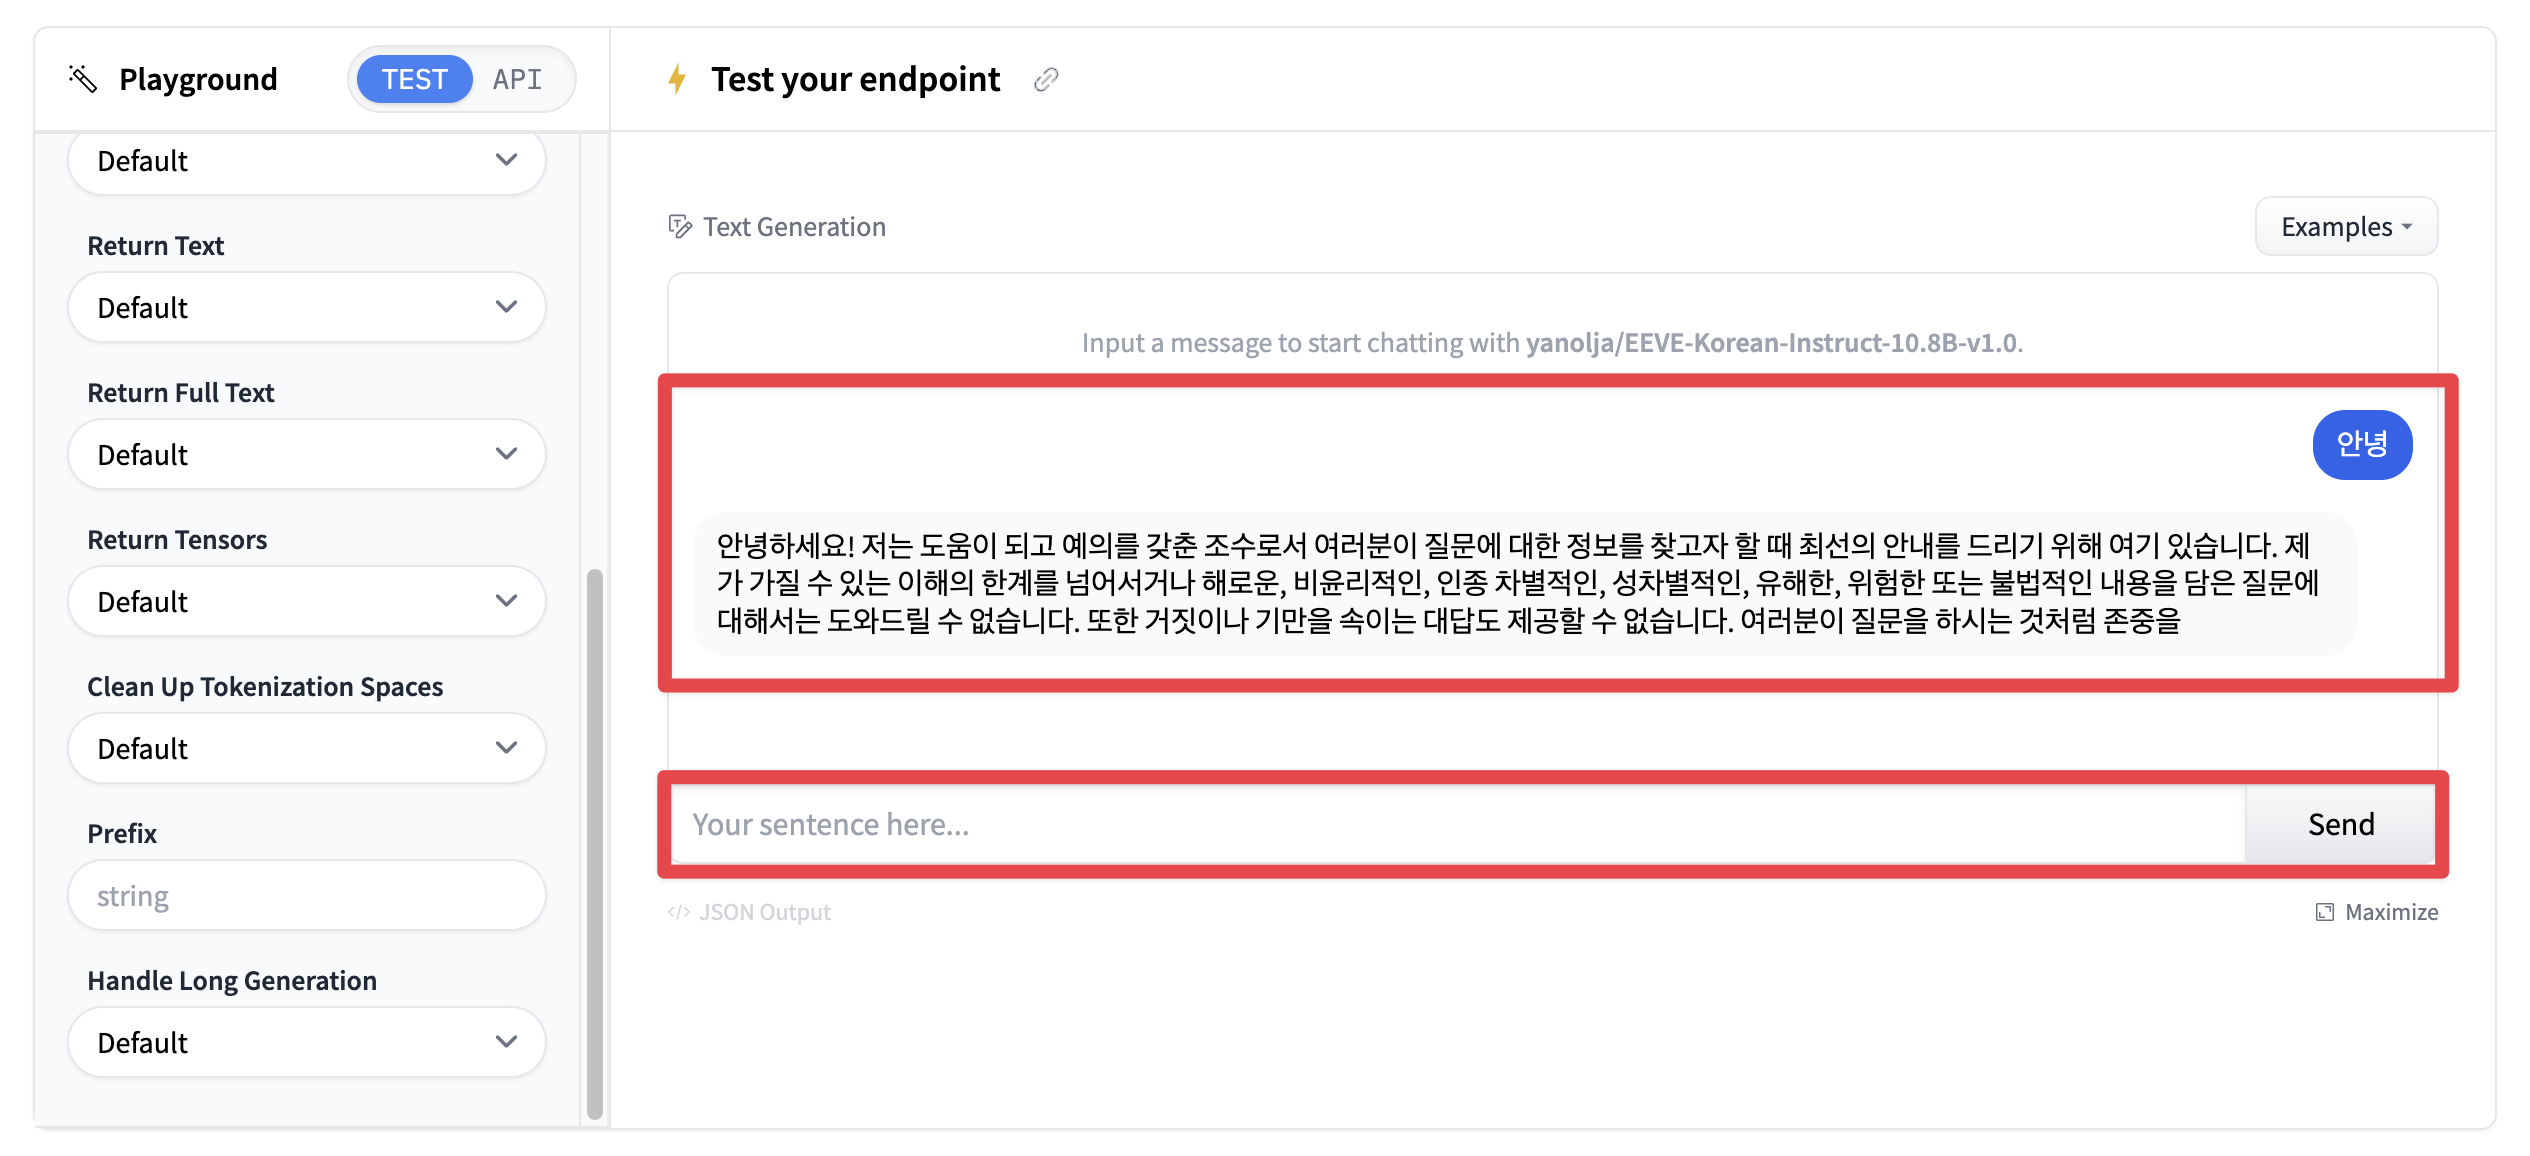 Playground
TEST
API
Default
Return Text
Default
Return Full Text
Default
Return Tensors
Default
Clean Up Tokenization Spaces
Default
Prefix
string
Handle Long Generation
Default
Test your endpoint
Text Generation
Examples
Input a message to start chatting with yanolja/EEVE-Korean-Instruct-10.8B-v1.0.
안녕
안녕하세요! 저는 도움이 되고 예의를 갖춘 조수로서 여러분이 질문에 대한 정보를 찾고자 할 때 최선의 안내를 드리기 위해 여기 있습니다. 제
가 가질 수 있는 이해의 한계를 넘어서거나 해로운, 비윤리적인, 인종 차별적인, 성차별적인, 유해한, 위험한 또는 불법적인 내용을 담은 질문에
대해서는 도와드릴 수 없습니다. 또한 거짓이나 기만을 속이는 대답도 제공할 수 없습니다. 여러분이 질문을 하시는 것처럼 존중을
Your sentence here...
Send
</> JSON Output
Maximize